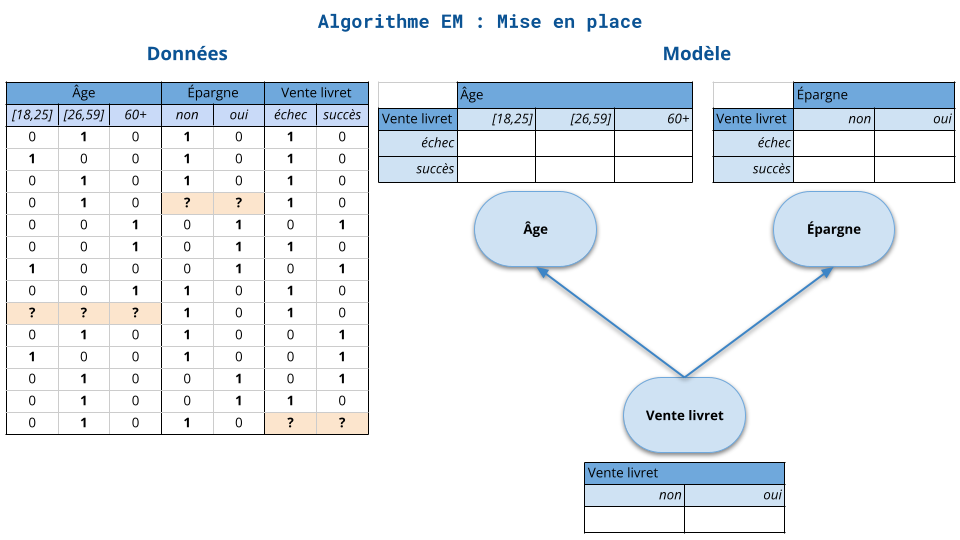 Algorithme EM : Mise en place
Données
Âge Épargne Vente livret
[18,25] [26,59] 60+ non oui échec succès
0 1 0 1 0 1 0
1 0 0 1 0 1 0
0 1 0 1 0 1 0
0 1 0 ? ? 1 0
0 0 1 0 1 0 1
0 0 1 0 1 1 0
1 0 0 0 1 0 1
0 0 1 1 0 1 0
? ? ? 1 0 1 0
0 1 0 1 0 0 1
1 0 0 1 0 0 1
0 1 0 0 1 0 1
0 1 0 0 1 1 0
0 1 0 1 0 ? ?
Modèle
Âge
Vente livret [18,25] [26,59] 60+
échec
succès
Épargne
Vente livret non oui
échec
succès
Âge
Épargne
Vente livret
Vente livret
non oui